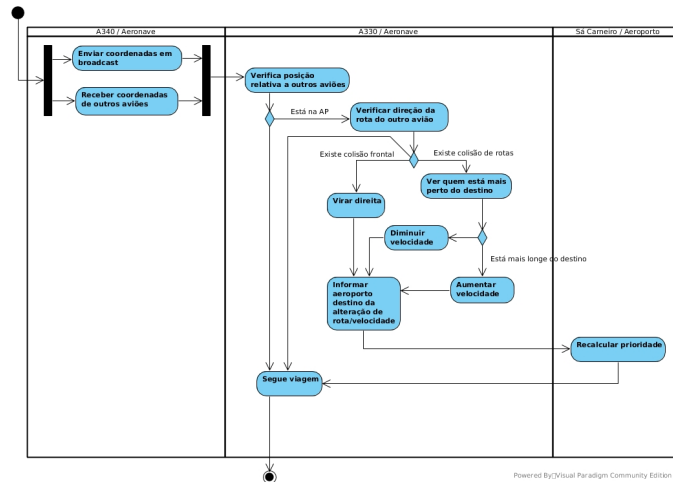 A340 / Aeronave
A330 / Aeronave
Sá Carneiro / Aeroporto
Enviar coordenadas em
broadcast
Receber coordenadas
de outros aviões
Verifica posição
relativa a outros aviões
Está na AP
Verificar direção da
rota do outro avião
Existe colisão frontal
Existe colisão de rotas
Ver quem está mais
perto do destino
Virar direita
Diminuir
velocidade
Está mais longe do destino
Informar
aeroporto
destino da
alteração de
rota/velocidade
Aumentar
velocidade
Recalcular prioridade
Segue viagem
Powered By Visual Paradigm Community Edition